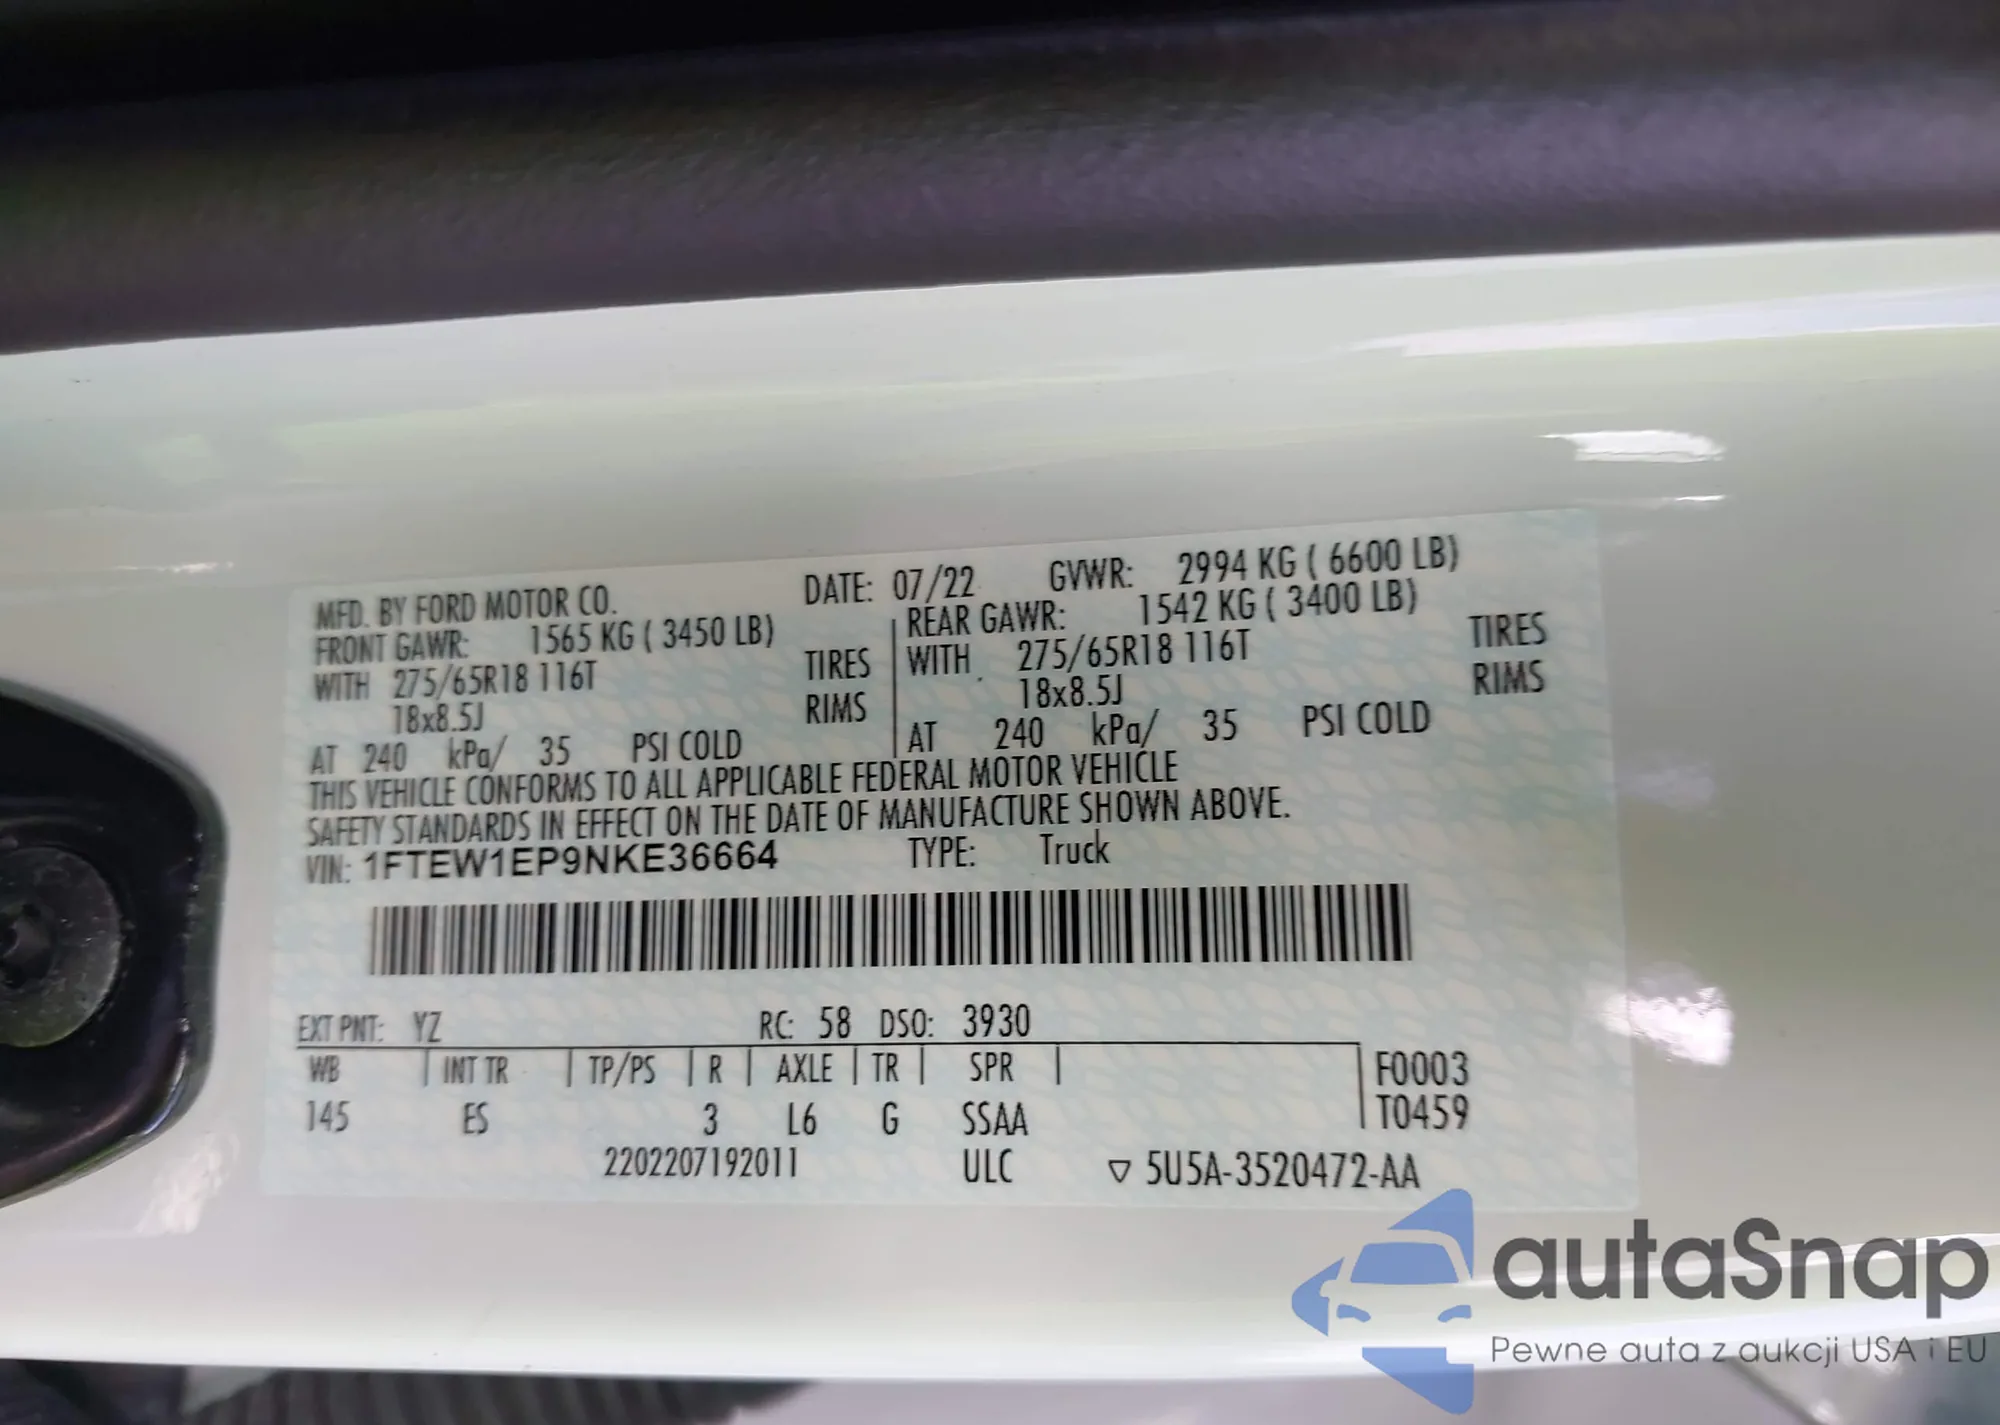 MFD. BY FORD MOTOR CO. DATE: 07/22 GVWR: 2994 KG ( 6600 LB)
FRONT GAWR: 1565 KG ( 3450 LB) REAR GAWR: 1542 KG ( 3400 LB)
WITH 275/65R18 116T TIRES WITH 275/65R18 116T TIRES
18x8.5J RIMS 18x8.5J RIMS
AT 240 kPa/ 35 PSI COLD AT 240 kPa/ 35 PSI COLD
THIS VEHICLE CONFORMS TO ALL APPLICABLE FEDERAL MOTOR VEHICLE
SAFETY STANDARDS IN EFFECT ON THE DATE OF MANUFACTURE SHOWN ABOVE.
VIN: 1FTEW1EP9NKE36664 TYPE: Truck
EXT PNT: YZ RC: 58 DSO: 3930
WB INT TR TP/PS R AXLE TR SPR F0003
145 ES 3 L6 G SSAA T0459
2202207192011 ULC ▽ 5U5A-3520472-AA
autaSnap
Pewne auta z aukcji USA i EU